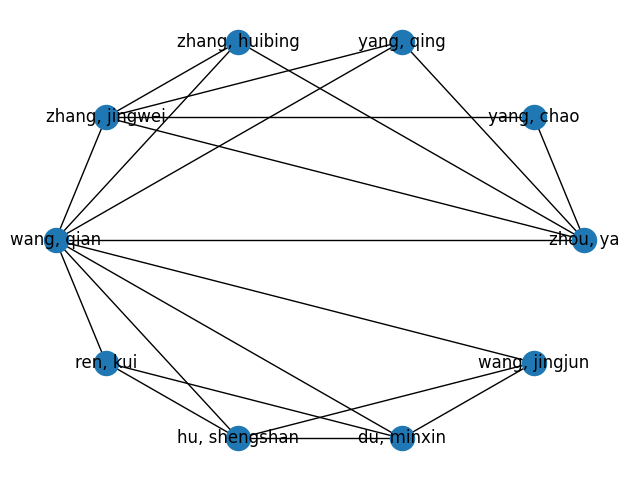 zhang, huibing
yang, qing
zhang, jingwei
yang, chao
wang, qian
zhou, ya
ren, kui
wang, jingjun
hu, shengshan
du, minxin